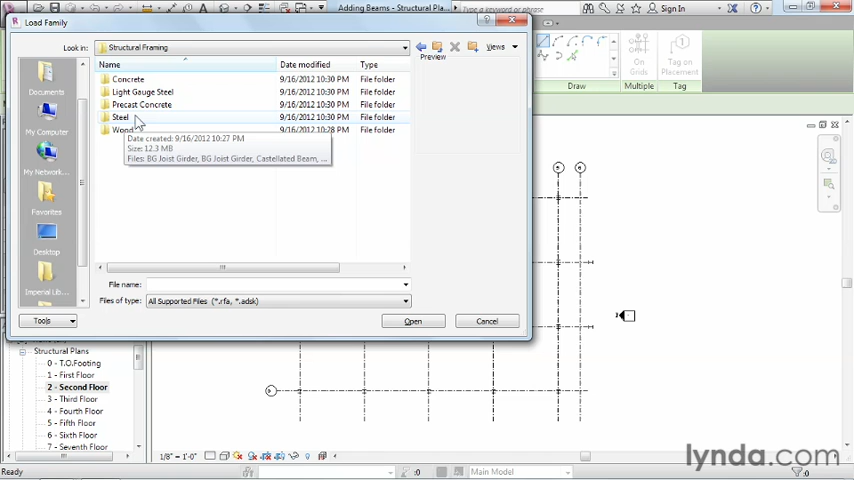 Adding Beams - Structural Plan
Type a keyword or phrase
Sign In
Load Family
Look in:
Structural Framing
Views
Name
Date modified
Type
Preview
Documents
My Computer
My Network...
Favorites
Desktop
Imperial Lib...
Concrete
9/16/2012 10:30 PM
File folder
Light Gauge Steel
9/16/2012 10:30 PM
File folder
Precast Concrete
9/16/2012 10:30 PM
File folder
Steel
9/16/2012 10:30 PM
File folder
Wood
9/16/2012 10:28 PM
File folder
Date created: 9/16/2012 10:27 PM
Size: 12.3 MB
Files: BG Joist Girder, BG Joist Girder, Castellated Beam, ...
File name:
Files of type:
All Supported Files (*.rfa, *.adsk)
Tools
Open
Cancel
On
Grids
Tag on
Placement
Draw
Multiple
Tag
Structural Plans
0 - T.O.Footing
1 - First Floor
2 - Second Floor
3 - Third Floor
4 - Fourth Floor
5 - Fifth Floor
6 - Sixth Floor
7 - Seventh Floor
1/8" = 1'-0"
Ready
:0
Main Model
:0
lynda.com